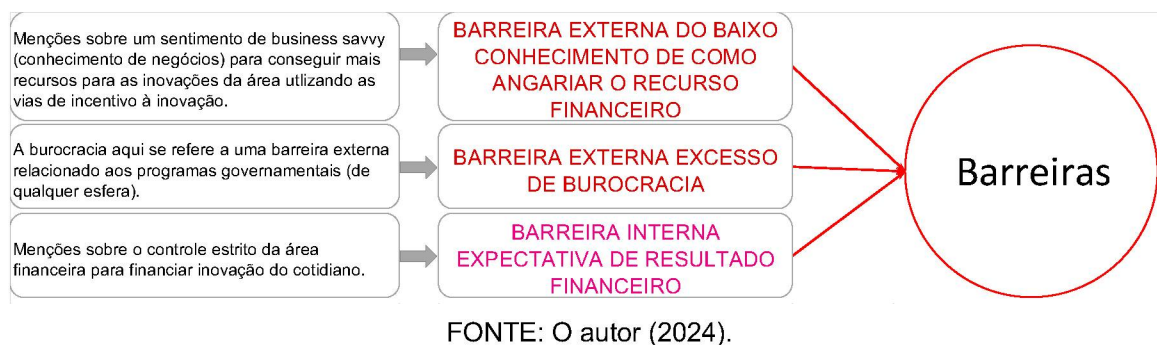 Menções sobre um sentimento de business savvy
(conhecimento de negócios) para conseguir mais
recursos para as inovações da área utlizando as
vias de incentivo à inovação.
BARREIRA EXTERNA DO BAIXO
CONHECIMENTO DE COMO
ANGARIAR O RECURSO
FINANCEIRO
A burocracia aqui se refere a uma barreira externa
relacionado aos programas governamentais (de
qualquer esfera).
BARREIRA EXTERNA EXCESSO
DE BUROCRACIA
Menções sobre o controle estrito da área
financeira para financiar inovação do cotidiano.
BARREIRA INTERNA
EXPECTATIVA DE RESULTADO
FINANCEIRO
Barreiras
FONTE: O autor (2024).